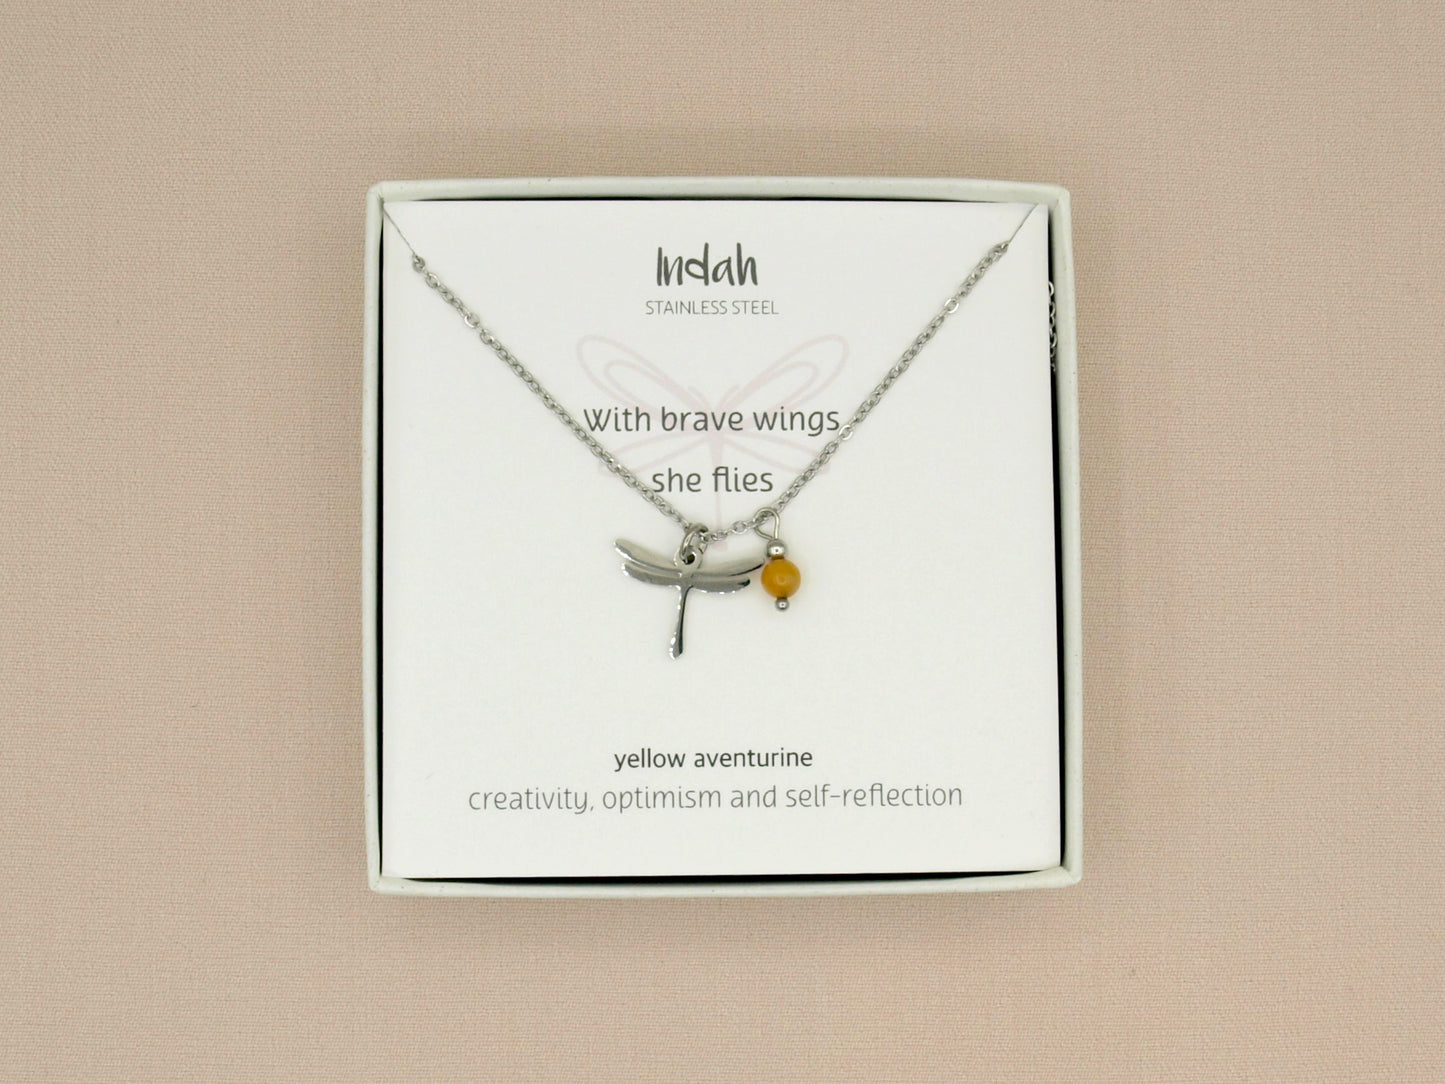 Indah
STAINLESS STEEL
With brave wings
she flies
yellow aventurine
creativity, optimism and self-reflection